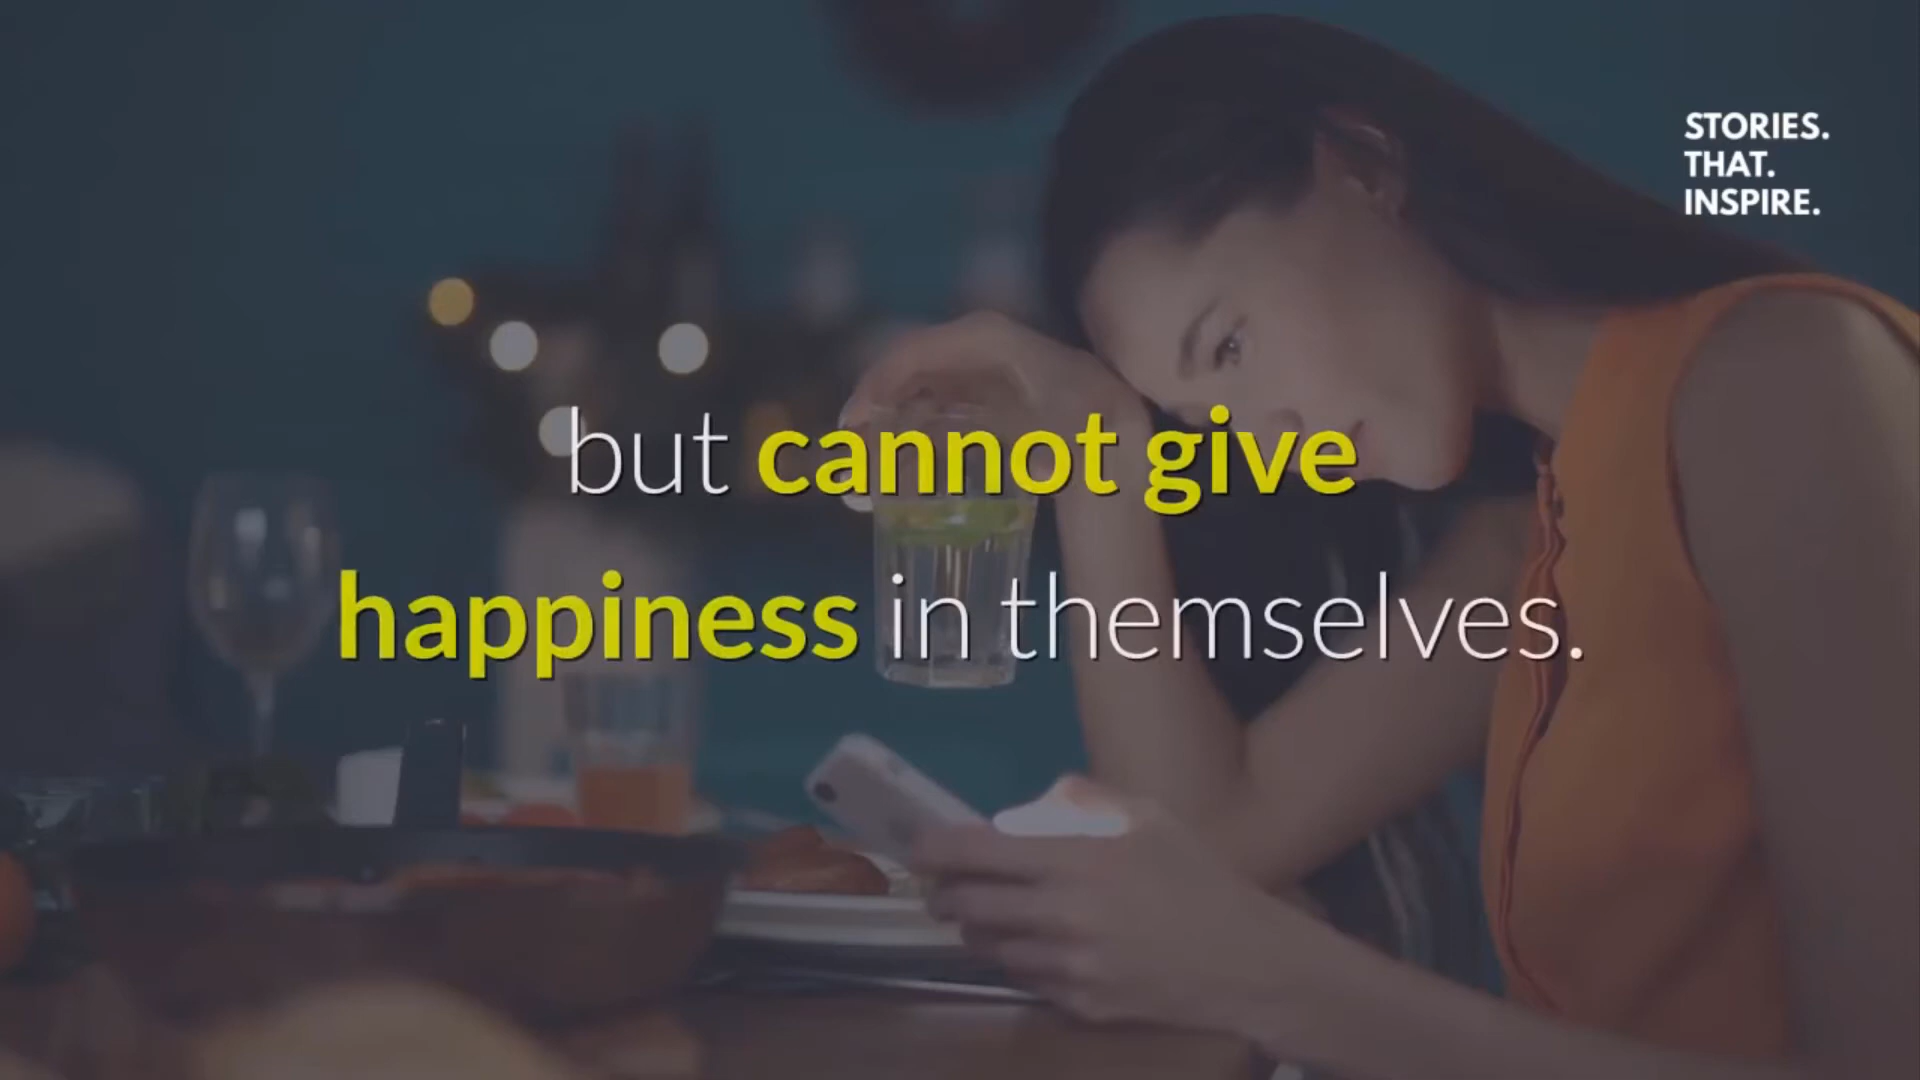 STORIES.
THAT.
INSPIRE.
but cannot give
happiness in themselves.